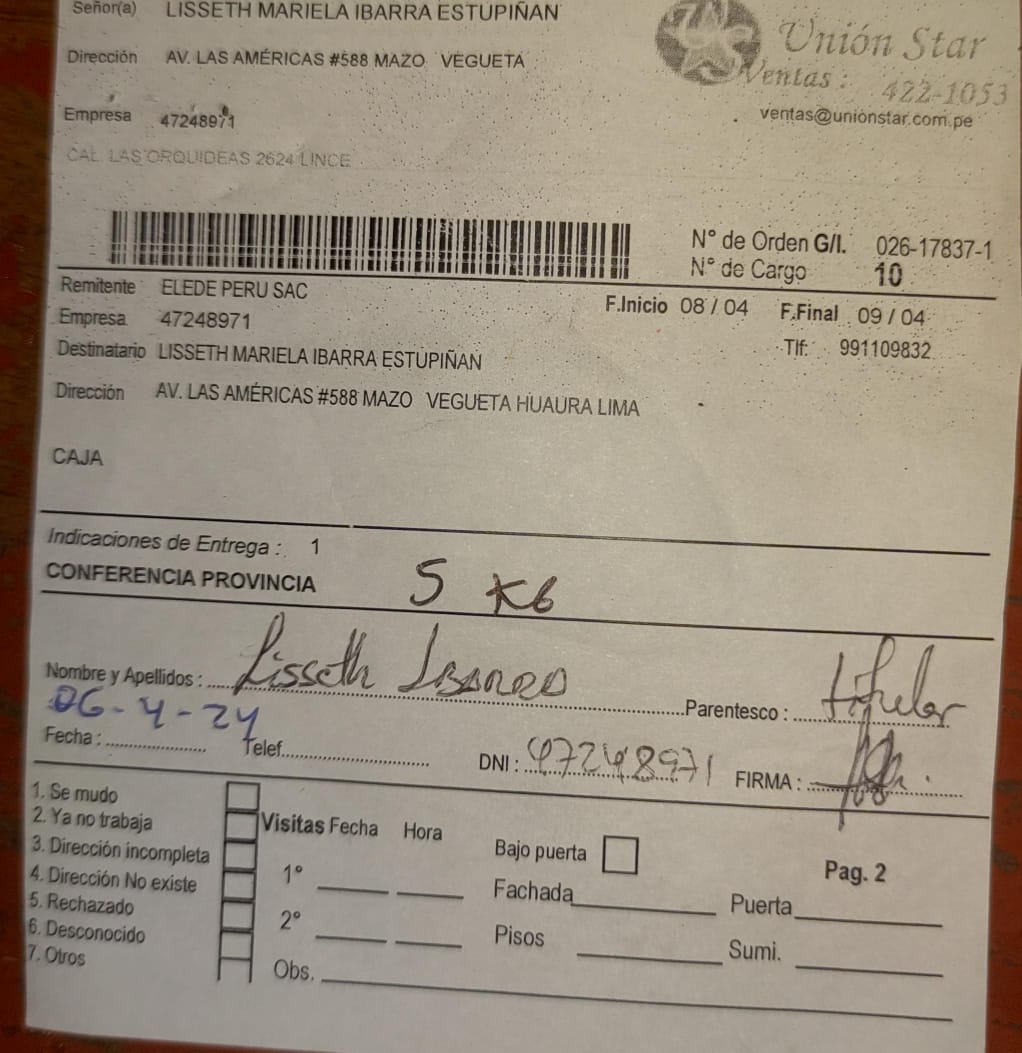 Señor(a) LISSETH MARIELA IBARRA ESTUPIÑAN
Unión Star
Dirección AV. LAS AMÉRICAS #588 MAZO VEGUETA
Ventas : 422-1053
Empresa 47248971
ventas@unionstar.com.pe
CAL. LAS ORQUIDEAS 2624 LINCE
N° de Orden G/I. 026-17837-1
N° de Cargo 10
Remitente ELEDE PERU SAC
F.Inicio 08 / 04 F.Final 09 / 04
Empresa 47248971
Destinatario LISSETH MARIELA IBARRA ESTUPIÑAN
Tlf: 991109832
Dirección AV. LAS AMÉRICAS #588 MAZO VEGUETA HUAURA LIMA
CAJA
Indicaciones de Entrega : 1
CONFERENCIA PROVINCIA 5 KG
Nombre y Apellidos : Lisseth
Parentesco : titular
06-4-24
Fecha : Telef. DNI : 47248971 FIRMA :
1. Se mudo
2. Ya no trabaja
3. Dirección incompleta
4. Dirección No existe
5. Rechazado
6. Desconocido
7. Otros
Visitas Fecha Hora
1°
2°
Obs.
Bajo puerta
Fachada
Pisos
Pag. 2
Puerta
Sumi.